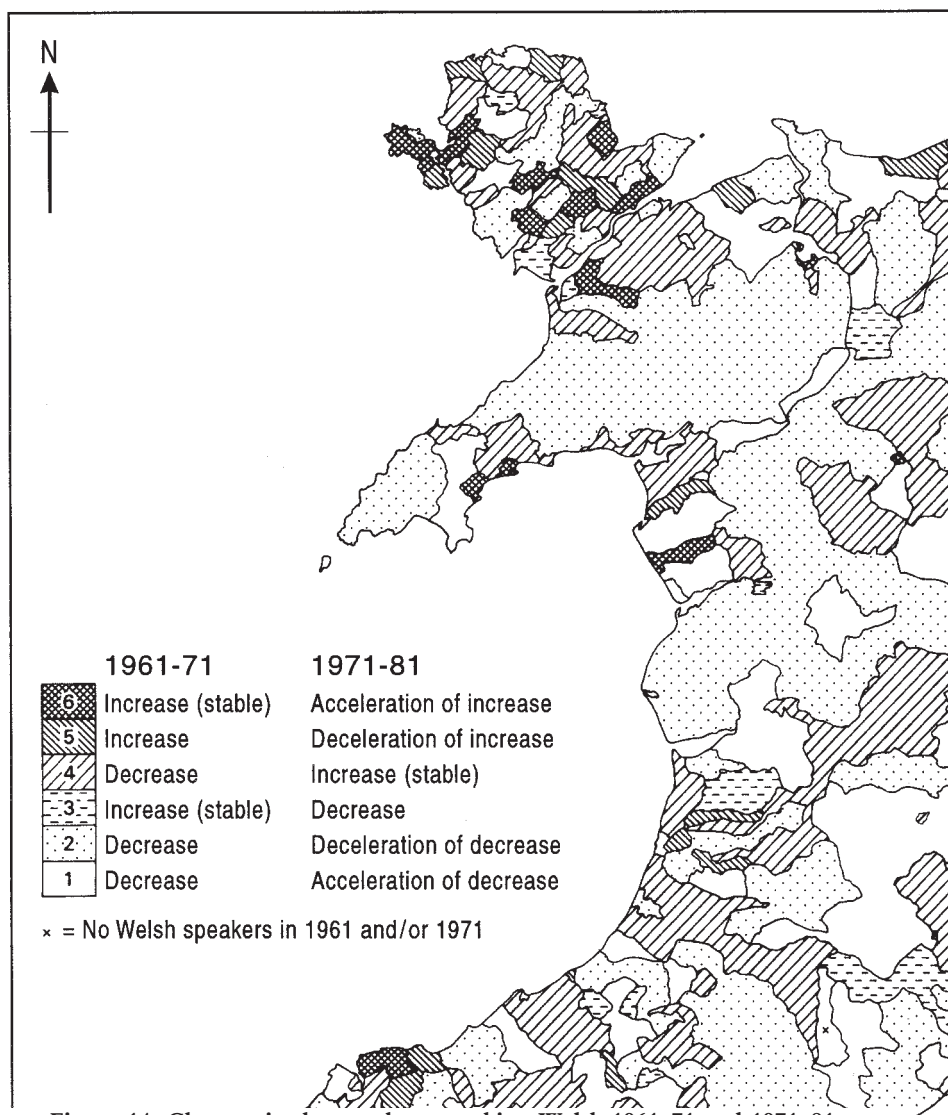 N
1961-71 1971-81
6 Increase (stable) Acceleration of increase
5 Increase Deceleration of increase
4 Decrease Increase (stable)
3 Increase (stable) Decrease
2 Decrease Deceleration of decrease
1 Decrease Acceleration of decrease
× = No Welsh speakers in 1961 and/or 1971
×